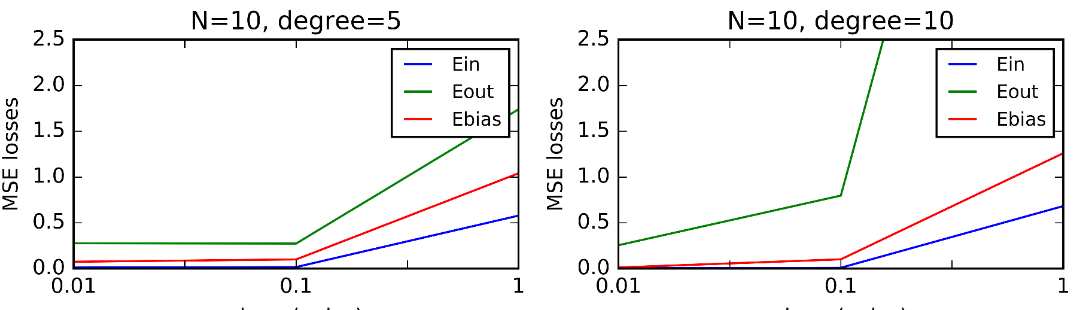 N=10, degree=5
2.5
2.0
1.5
1.0
0.5
0.0
MSE losses
Ein
Eout
Ebias
0.01
0.1
1
N=10, degree=10
2.5
2.0
1.5
1.0
0.5
0.0
MSE losses
Ein
Eout
Ebias
0.01
0.1
1